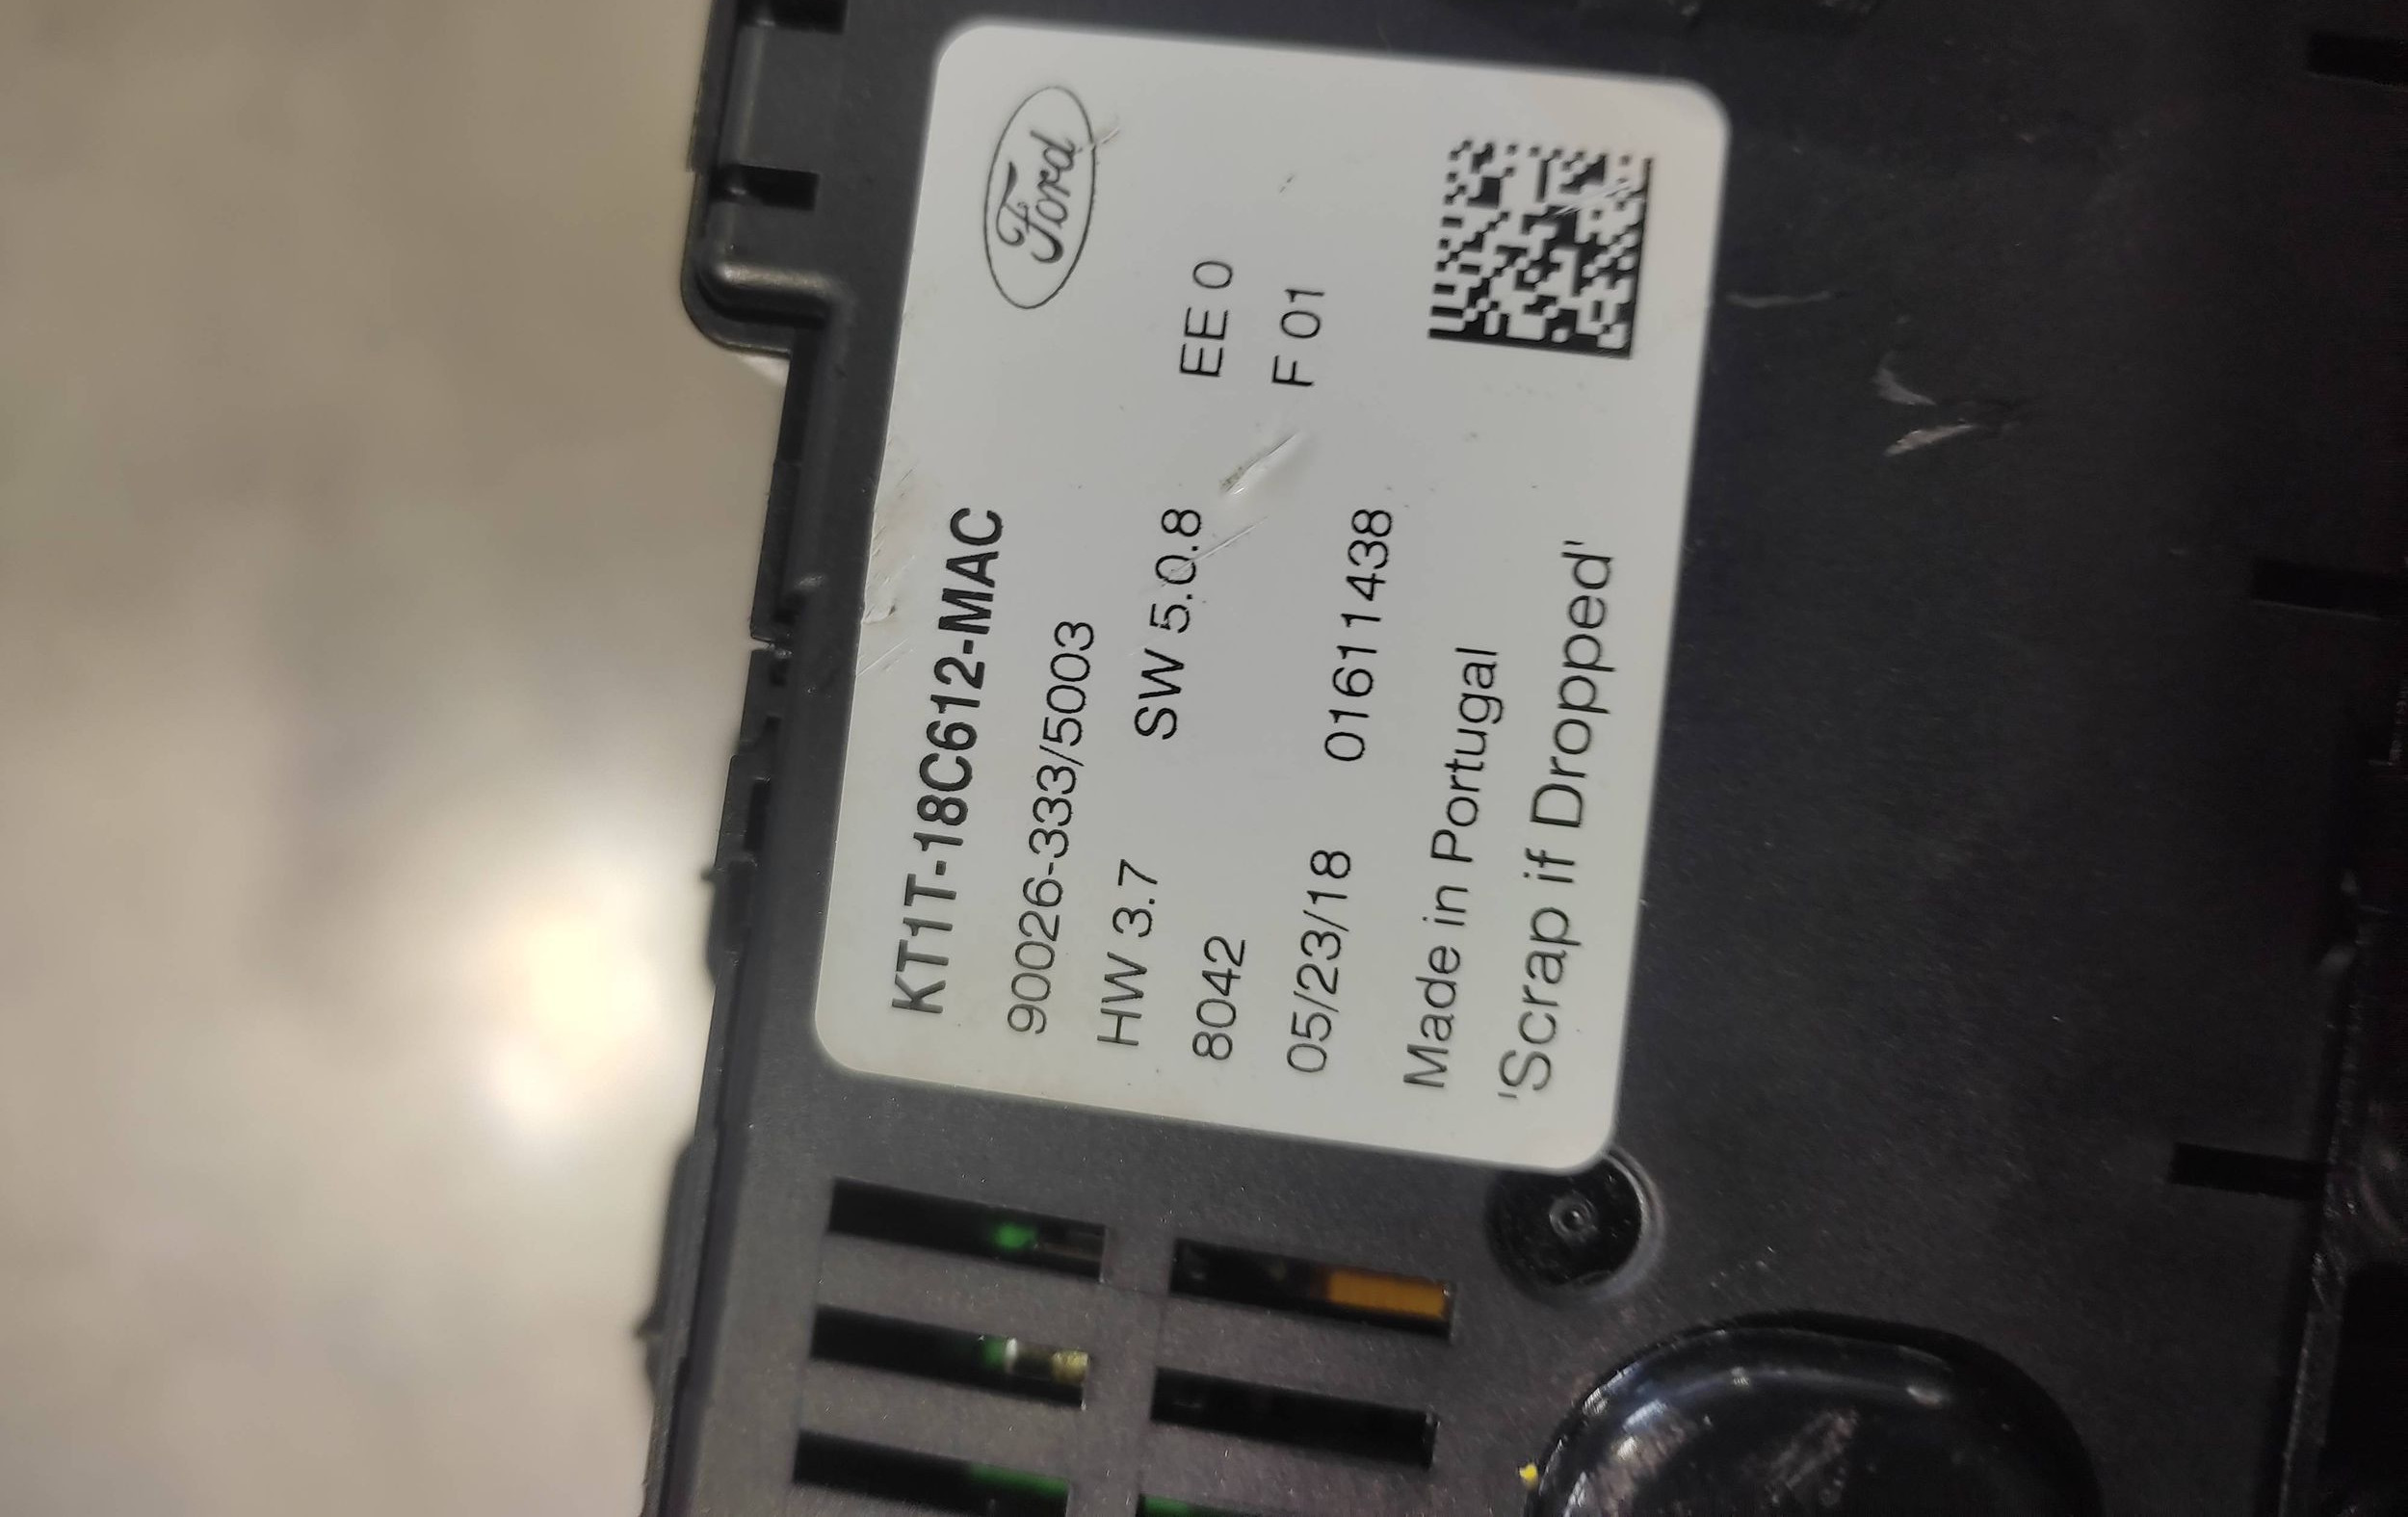 Ford
KT1T-18C612-MAC
90026-333/5003
HW 3.7 SW 5.0.8 EE 0
8042 F 01
05/23/18 01611438
Made in Portugal
'Scrap if Dropped'